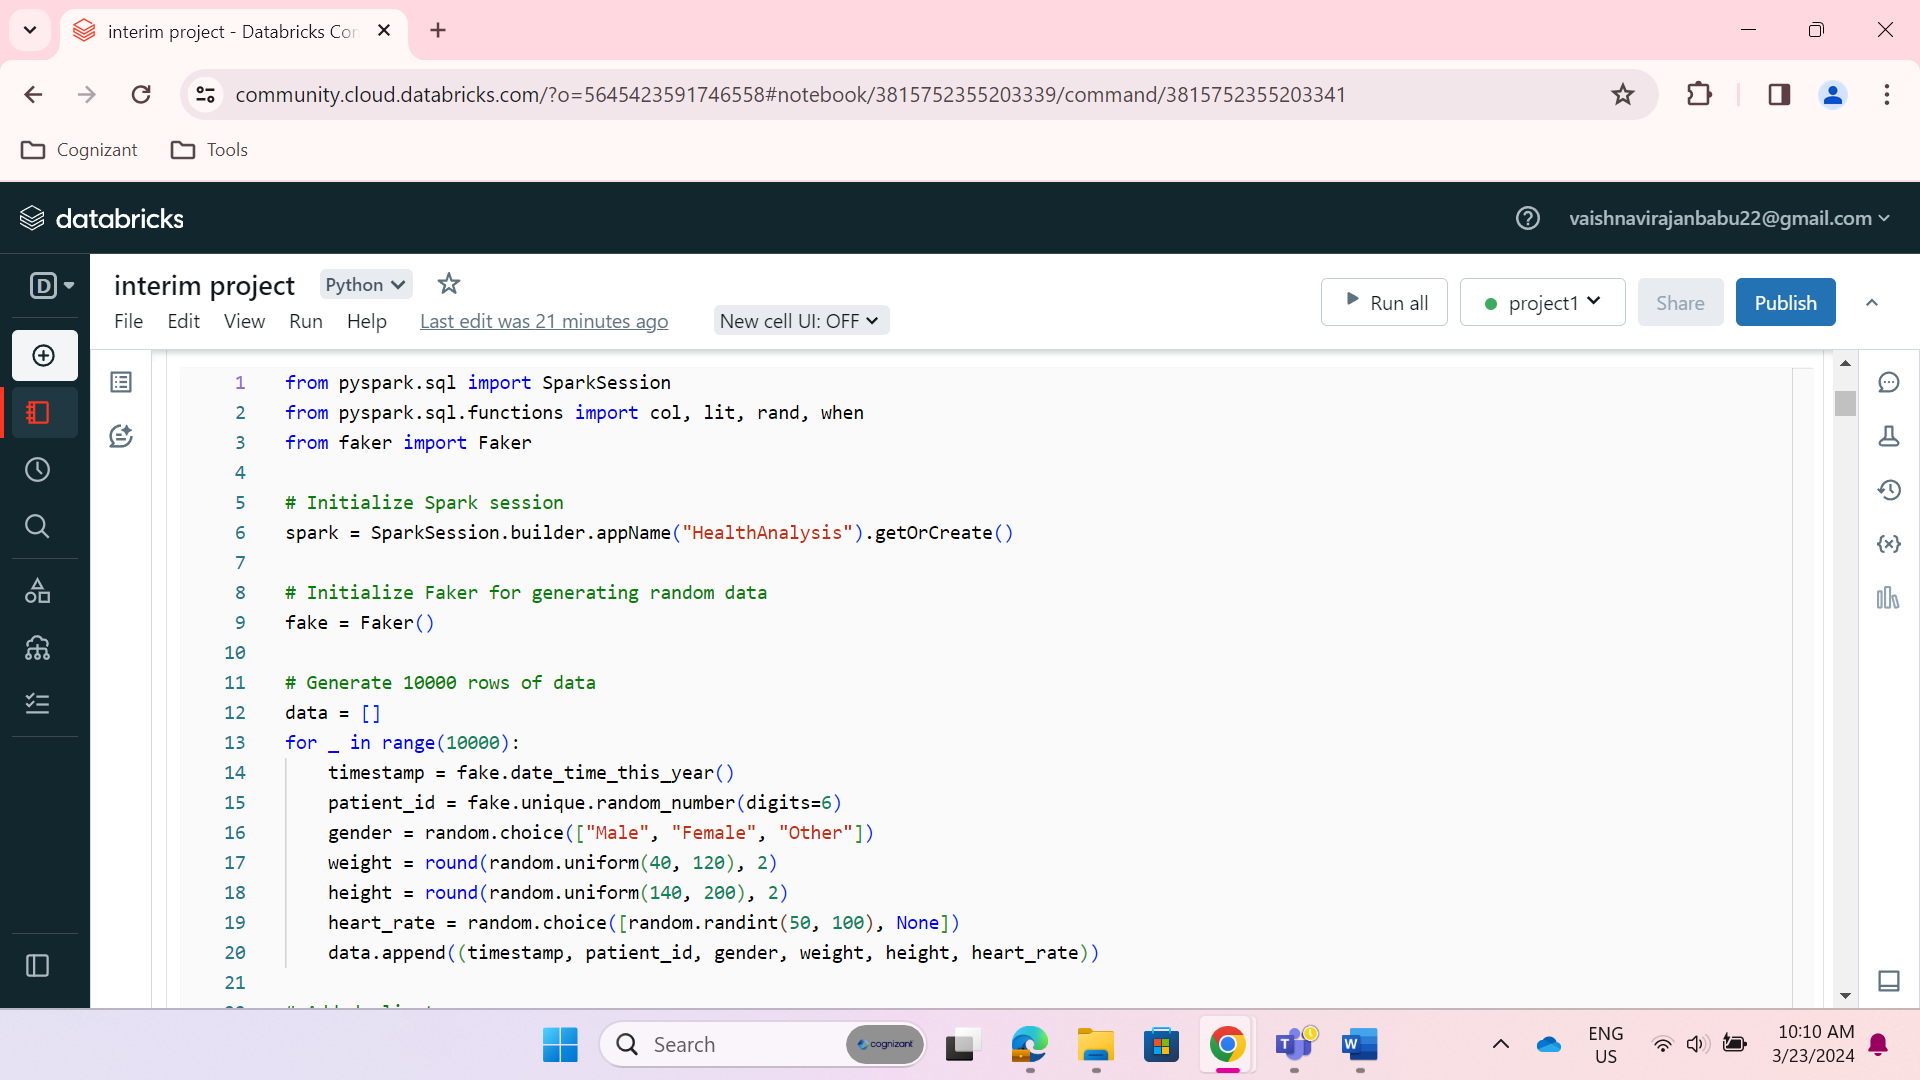 interim project - Databricks Co
community.cloud.databricks.com/?o=5645423591746558#notebook/3815752355203339/command/3815752355203341
Cognizant
Tools
databricks
vaishnavirajanbabu22@gmail.com
D
interim project
Python
Run all
project1
Share
Publish
File Edit View Run Help
Last edit was 21 minutes ago
New cell UI: OFF
1 from pyspark.sql import SparkSession
2 from pyspark.sql.functions import col, lit, rand, when
3 from faker import Faker
4
5 # Initialize Spark session
6 spark = SparkSession.builder.appName("HealthAnalysis").getOrCreate()
7
8 # Initialize Faker for generating random data
9 fake = Faker()
10
11 # Generate 10000 rows of data
12 data = []
13 for _ in range(10000):
14 timestamp = fake.date_time_this_year()
15 patient_id = fake.unique.random_number(digits=6)
16 gender = random.choice(["Male", "Female", "Other"])
17 weight = round(random.uniform(40, 120), 2)
18 height = round(random.uniform(140, 200), 2)
19 heart_rate = random.choice([random.randint(50, 100), None])
20 data.append((timestamp, patient_id, gender, weight, height, heart_rate))
21
Search
cognizant
ENG
US
10:10 AM
3/23/2024